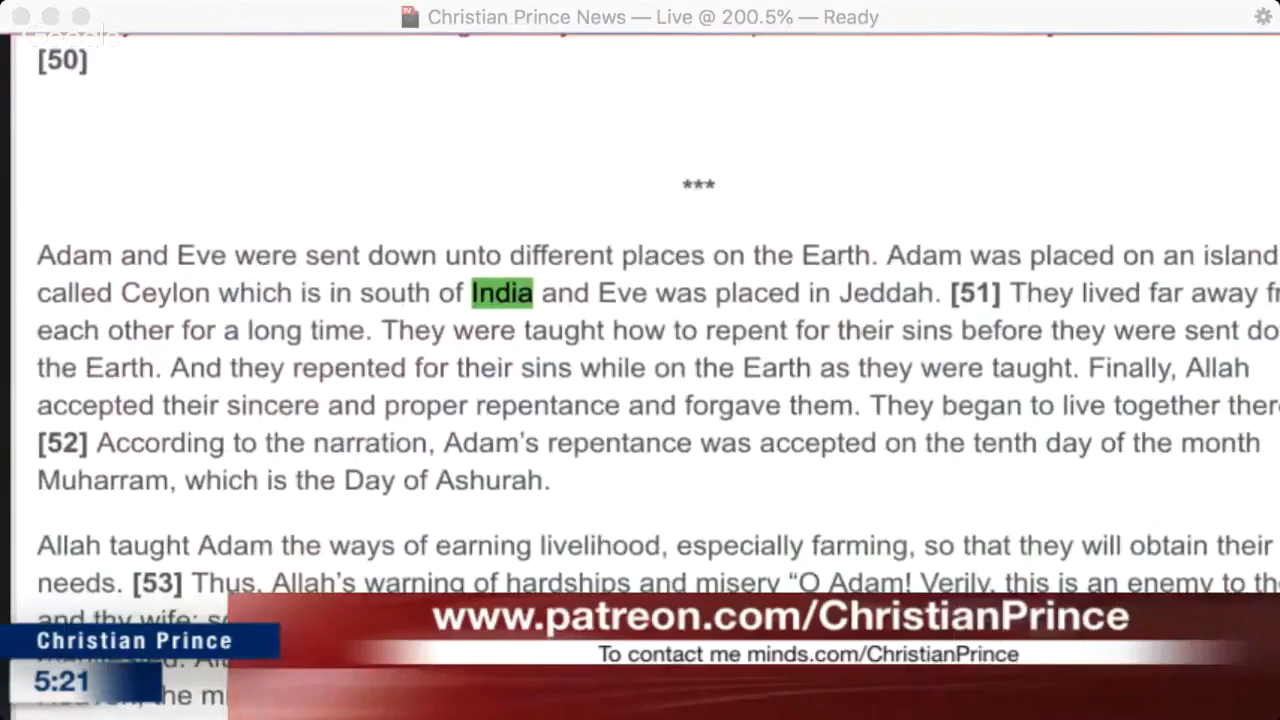 Christian Prince News — Live @ 200.5% — Ready
[50]
***
Adam and Eve were sent down unto different places on the Earth. Adam was placed on an island
called Ceylon which is in south of India and Eve was placed in Jeddah. [51] They lived far away
each other for a long time. They were taught how to repent for their sins before they were sent
the Earth. And they repented for their sins while on the Earth as they were taught. Finally, Allah
accepted their sincere and proper repentance and forgave them. They began to live together
[52] According to the narration, Adam’s repentance was accepted on the tenth day of the month
Muharram, which is the Day of Ashurah.
Allah taught Adam the ways of earning livelihood, especially farming, so that they will obtain their
needs. [53] Thus, Allah’s warning of hardships and misery “O Adam! Verily, this is an enemy to
and thy wife:
www.patreon.com/ChristianPrince
Christian Prince
To contact me minds.com/ChristianPrince
5:21
the